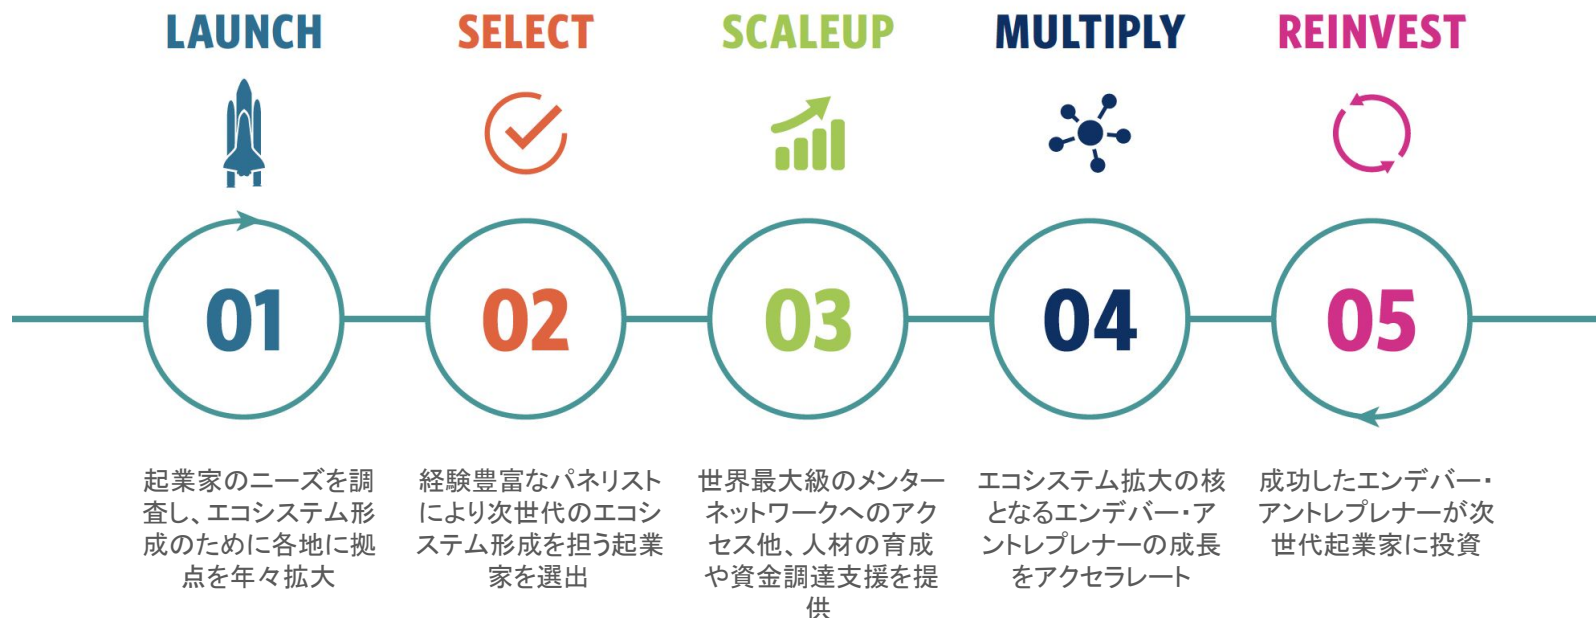 LAUNCH
SELECT
SCALEUP
MULTIPLY
REINVEST
01
02
03
04
05
起業家のニーズを調
査し、エコシステム形
成のために各地に拠
点を年々拡大
経験豊富なパネリスト
により次世代のエコシ
ステム形成を担う起業
家を選出
世界最大級のメンター
ネットワークへのアク
セス他、人材の育成
や資金調達支援を提
供
エコシステム拡大の核
となるエンデバー・ア
ントレプレナーの成長
をアクセラレート
成功したエンデバー・
アントレプレナーが次
世代起業家に投資